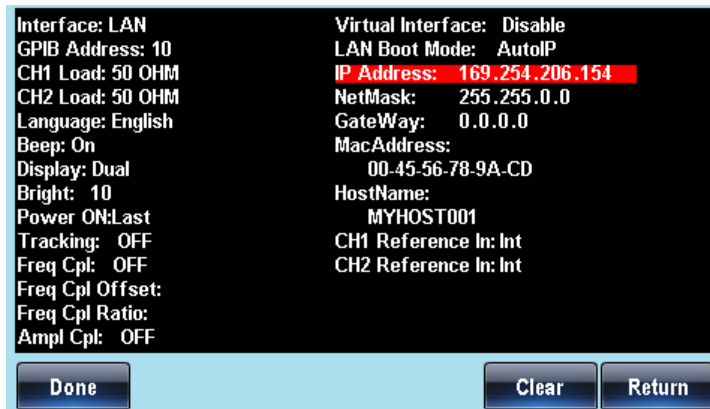 Interface: LAN
GPIB Address: 10
CH1 Load: 50 OHM
CH2 Load: 50 OHM
Language: English
Beep: On
Display: Dual
Bright: 10
Power ON:Last
Tracking: OFF
Freq Cpl: OFF
Freq Cpl Offset:
Freq Cpl Ratio:
Ampl Cpl: OFF
Virtual Interface: Disable
LAN Boot Mode: AutoIP
IP Address: 169.254.206.154
NetMask: 255.255.0.0
GateWay: 0.0.0.0
MacAddress:
00-45-56-78-9A-CD
HostName:
MYHOST001
CH1 Reference In: Int
CH2 Reference In: Int
Done
Clear
Return